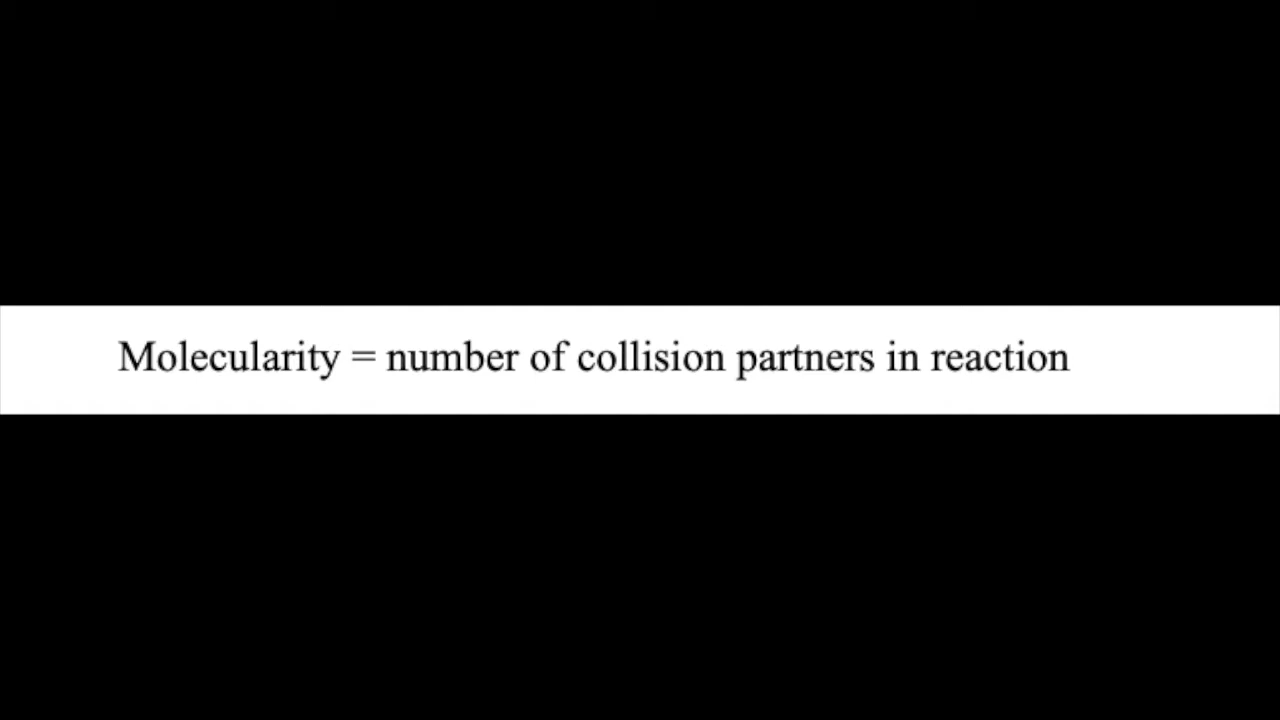 Molecularity = number of collision partners in reaction